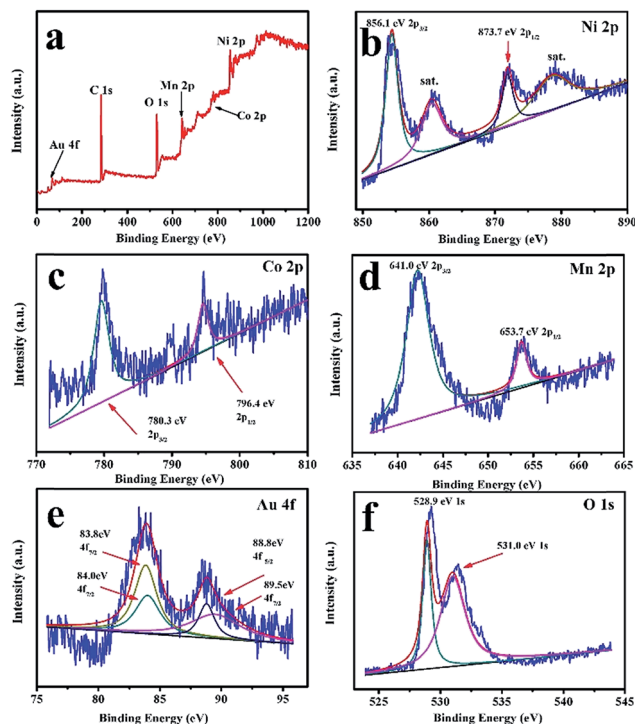 a
Ni 2p
C 1s
O 1s
Mn 2p
Co 2p
Au 4f
Intensity (a.u.)
0 200 400 600 800 1000 1200
Binding Energy (eV)
b
856.1 eV 2p3/2
873.7 eV 2p1/2
Ni 2p
sat.
sat.
Intensity (a.u.)
850 860 870 880 890
Binding Energy (eV)
c
Co 2p
796.4 eV
2p1/2
780.3 eV
2p3/2
Intensity (a.u.)
770 780 790 795 800 810
Binding Energy (eV)
d
641.0 eV 2p3/2
Mn 2p
653.7 eV 2p1/2
Intensity (a.u.)
635 640 645 650 655 660 665
Binding Energy (eV)
e
Au 4f
83.8eV
4f7/2
84.0eV
4f7/2
88.8eV
4f5/2
89.5eV
4f7/2
Intensity (a.u.)
75 80 85 90 95
Binding Energy (eV)
f
528.9 eV 1s
O 1s
531.0 eV 1s
Intensity (a.u.)
525 530 535 540 545
Binding Energy (eV)